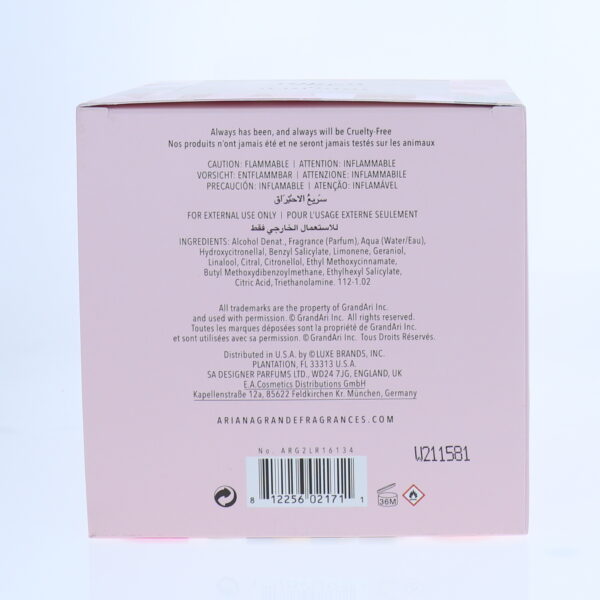 Always has been, and always will be Cruelty-Free
Nos produits n'ont jamais été et ne seront jamais testés sur les animaux
CAUTION: FLAMMABLE | ATTENTION: INFLAMMABLE
VORSICHT: ENTFLAMMBAR | ATTENZIONE: INFIAMMABILE
PRECAUCIÓN: INFLAMABLE | ATENÇÃO: INFLAMÁVEL
سَريعُ الاحتِراق
FOR EXTERNAL USE ONLY | POUR L'USAGE EXTERNE SEULEMENT
للاستعمال الخارجي فقط
INGREDIENTS: Alcohol Denat., Fragrance (Parfum), Aqua (Water/Eau),
Hydroxycitronellal, Benzyl Salicylate, Limonene, Geraniol,
Linalool, Citral, Citronellol, Ethyl Methoxycinnamate,
Butyl Methoxydibenzoylmethane, Ethylhexyl Salicylate,
Citric Acid, Triethanolamine. 112-1.02
All trademarks are the property of GrandAri Inc.
and used with permission. © GrandAri Inc. All rights reserved.
Toutes les marques déposées sont la propriété de GrandAri Inc.
et sont utilisées avec sa permission. © GrandAri Inc. Tous Droits Réservés.
Distributed in U.S.A. by ©LUXE BRANDS, INC.
PLANTATION, FL 33313 U.S.A.
SA DESIGNER PARFUMS LTD., WD24 7JG, ENGLAND, UK
E.A.Cosmetics Distributions GmbH
Kapellenstraße 12a, 85622 Feldkirchen Kr. München, Germany
ARIANAGRANDEFRAGRANCES.COM
No. ARG2LR16134
W211581
8 12256 02171 1
36M